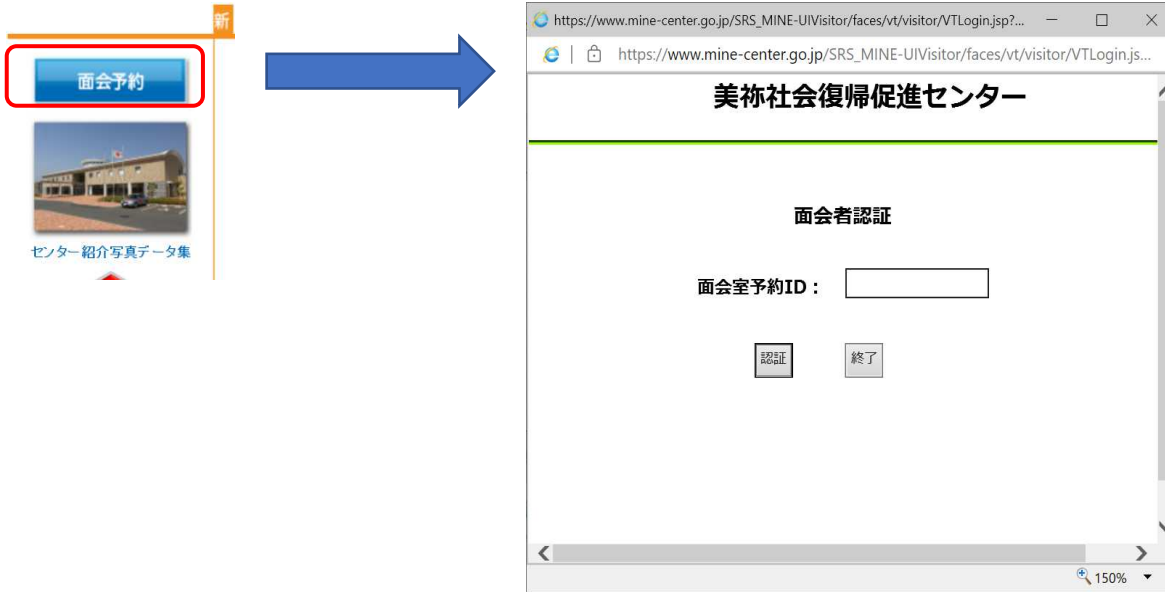 新
面会予約
センター紹介写真データ集
https://www.mine-center.go.jp/SRS_MINE-UIVisitor/faces/vt/visitor/VTLogin.jsp?...
https://www.mine-center.go.jp/SRS_MINE-UIVisitor/faces/vt/visitor/VTLogin.js...
美祢社会復帰促進センター
面会者認証
面会室予約ID：
認証
終了
150%